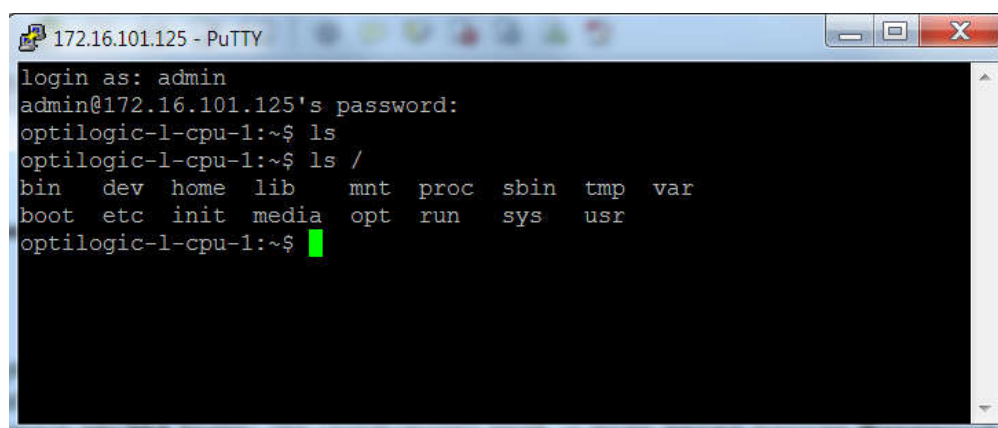 172.16.101.125 - PuTTY
login as: admin
admin@172.16.101.125's password:
optilogic-l-cpu-1:~$ ls
optilogic-l-cpu-1:~$ ls /
bin dev home lib mnt proc sbin tmp var
boot etc init media opt run sys usr
optilogic-l-cpu-1:~$